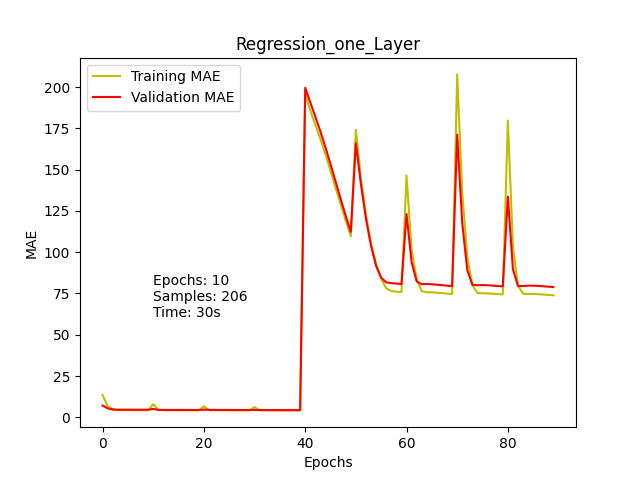 Regression_one_Layer
Training MAE
Validation MAE
200
175
150
125
100
75
50
25
0
MAE
Epochs: 10
Samples: 206
Time: 30s
0 20 40 60 80
Epochs